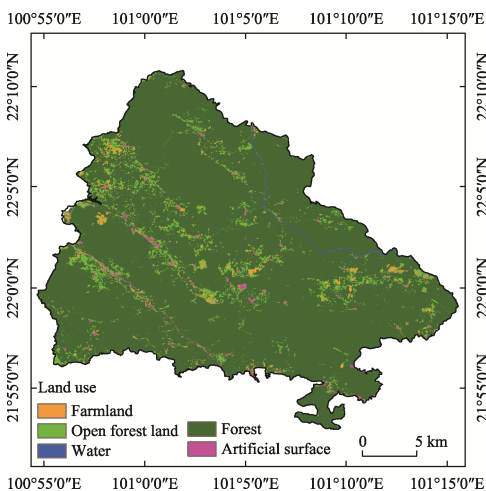 100°55′0″E 101°0′0″E 101°5′0″E 101°10′0″E 101°15′0″E
22°10′0″N 22°10′0″N
22°5′0″N 22°5′0″N
22°0′0″N 22°0′0″N
21°55′0″N 21°55′0″N
Land use
Farmland
Open forest land Forest
Water Artificial surface
0 5 km
100°55′0″E 101°0′0″E 101°5′0″E 101°10′0″E 101°15′0″E